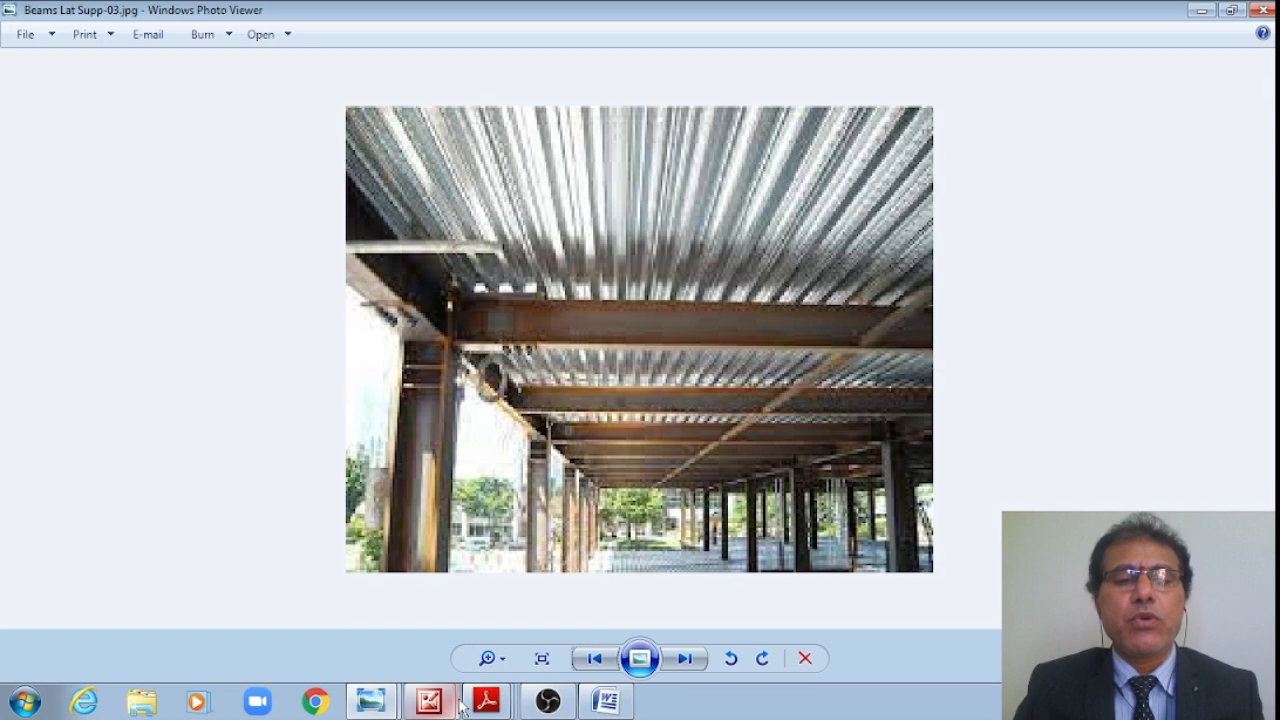 Beams Lat Supp-03.jpg - Windows Photo Viewer
File Print E-mail Burn Open